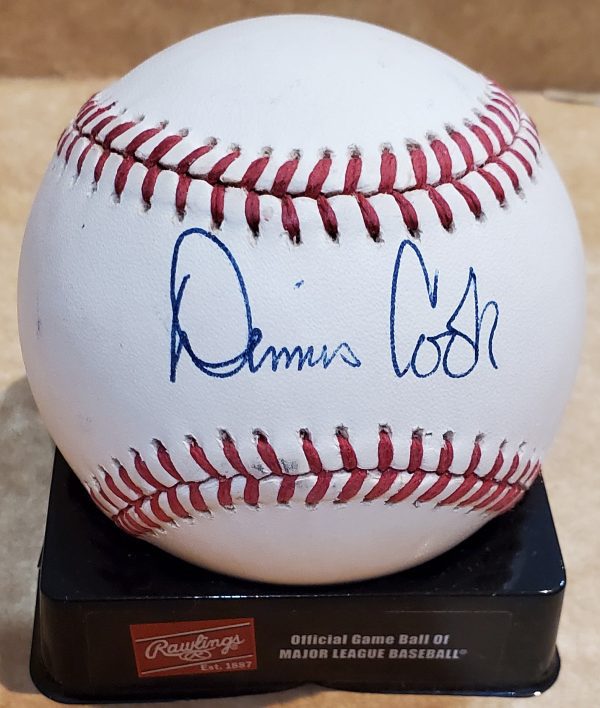 Dennis Cook
Rawlings®
Est. 1887
Official Game Ball Of
MAJOR LEAGUE BASEBALL®